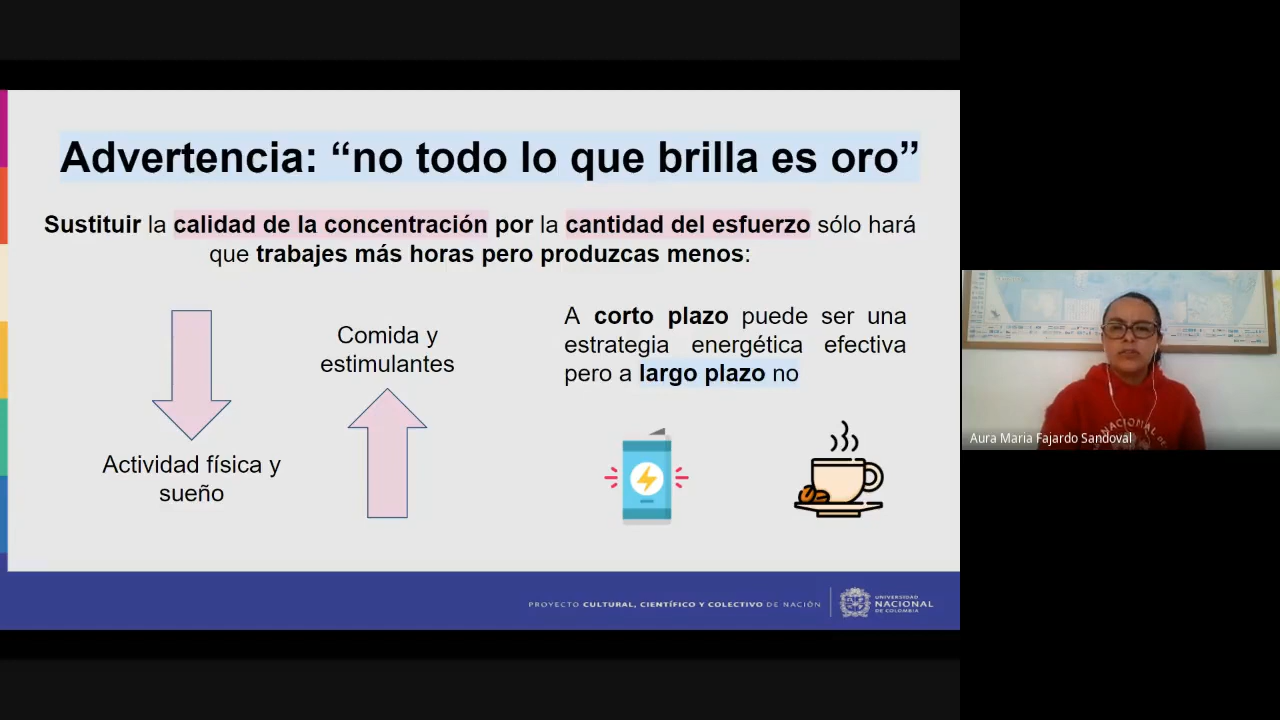 Advertencia: “no todo lo que brilla es oro”
Sustituir la calidad de la concentración por la cantidad del esfuerzo sólo hará
que trabajes más horas pero produzcas menos:
Actividad física y
sueño
Comida y
estimulantes
A corto plazo puede ser una
estrategia energética efectiva
pero a largo plazo no
PROYECTO CULTURAL, CIENTÍFICO Y COLECTIVO DE NACIÓN
UNIVERSIDAD
NACIONAL
DE COLOMBIA
Aura Maria Fajardo Sandoval
NACIONAL